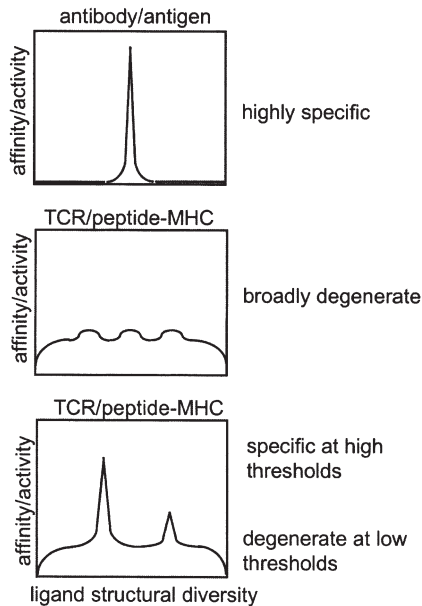 antibody/antigen
affinity/activity
highly specific
TCR/peptide-MHC
affinity/activity
broadly degenerate
TCR/peptide-MHC
affinity/activity
specific at high
thresholds
degenerate at low
thresholds
ligand structural diversity